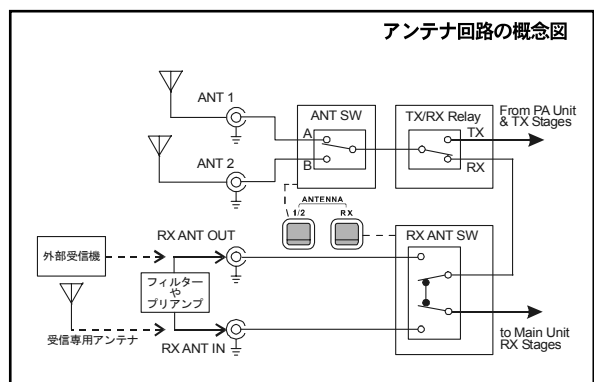 アンテナ回路の概念図
ANT 1
ANT SW
TX/RX Relay
From PA Unit
& TX Stages
A
TX
ANT 2
B
RX
ANTENNA
1/2
RX
RX ANT OUT
RX ANT SW
外部受信機
フィルター
や
プリアンプ
受信専用アンテナ
RX ANT IN
to Main Unit
RX Stages